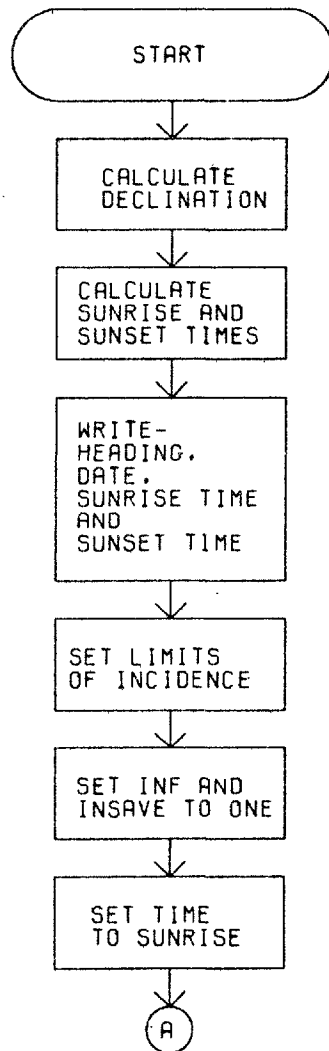 START
CALCULATE
DECLINATION
CALCULATE
SUNRISE AND
SUNSET TIMES
WRITE-
HEADING.
DATE.
SUNRISE TIME
AND
SUNSET TIME
SET LIMITS
OF INCIDENCE
SET INF AND
INSAVE TO ONE
SET TIME
TO SUNRISE
A